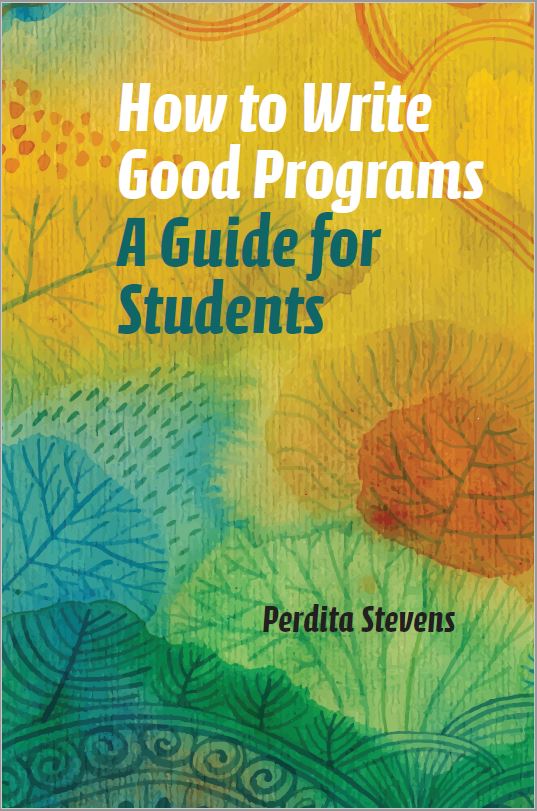 How to Write
Good Programs
A Guide for
Students
Perdita Stevens